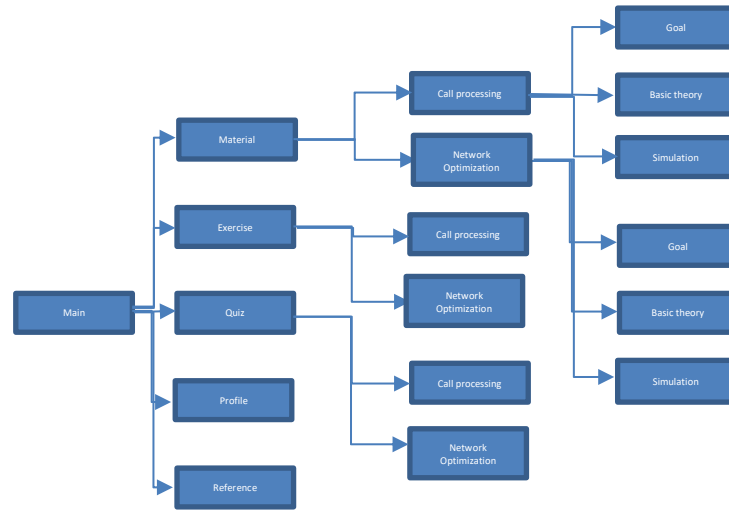 Main
Material
Exercise
Quiz
Profile
Reference
Call processing
Network
Optimization
Call processing
Network
Optimization
Call processing
Network
Optimization
Goal
Basic theory
Simulation
Goal
Basic theory
Simulation